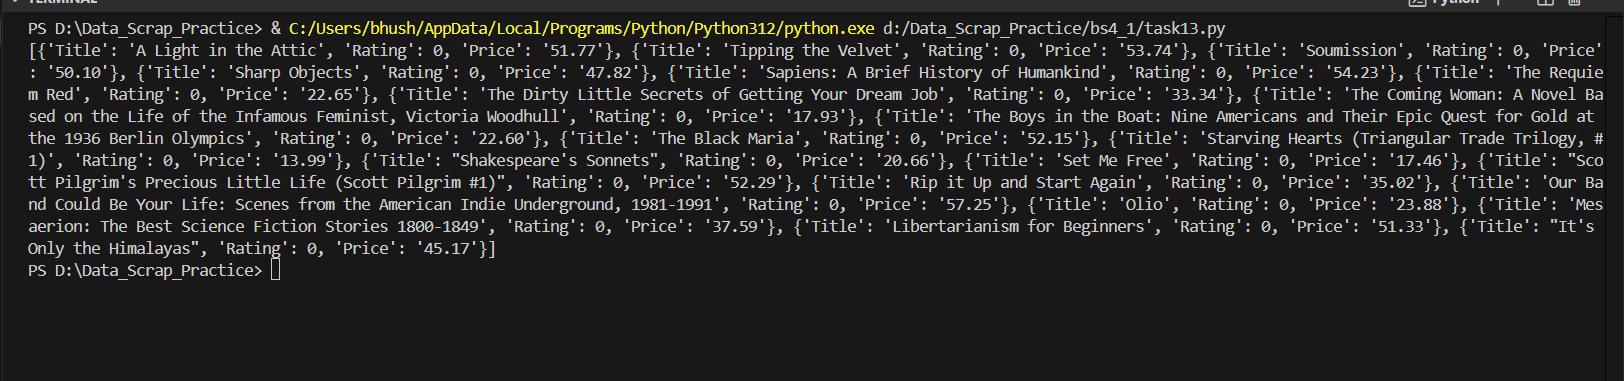 TERMINAL
Python
PS D:\Data_Scrap_Practice> & C:/Users/bhush/AppData/Local/Programs/Python/Python312/python.exe d:/Data_Scrap_Practice/bs4_1/task13.py
[{'Title': 'A Light in the Attic', 'Rating': 0, 'Price': '51.77'}, {'Title': 'Tipping the Velvet', 'Rating': 0, 'Price': '53.74'}, {'Title': 'Soumission', 'Rating': 0, 'Price'
: '50.10'}, {'Title': 'Sharp Objects', 'Rating': 0, 'Price': '47.82'}, {'Title': 'Sapiens: A Brief History of Humankind', 'Rating': 0, 'Price': '54.23'}, {'Title': 'The Requie
m Red', 'Rating': 0, 'Price': '22.65'}, {'Title': 'The Dirty Little Secrets of Getting Your Dream Job', 'Rating': 0, 'Price': '33.34'}, {'Title': 'The Coming Woman: A Novel Ba
sed on the Life of the Infamous Feminist, Victoria Woodhull', 'Rating': 0, 'Price': '17.93'}, {'Title': 'The Boys in the Boat: Nine Americans and Their Epic Quest for Gold at
the 1936 Berlin Olympics', 'Rating': 0, 'Price': '22.60'}, {'Title': 'The Black Maria', 'Rating': 0, 'Price': '52.15'}, {'Title': 'Starving Hearts (Triangular Trade Trilogy, #
1)', 'Rating': 0, 'Price': '13.99'}, {'Title': "Shakespeare's Sonnets", 'Rating': 0, 'Price': '20.66'}, {'Title': 'Set Me Free', 'Rating': 0, 'Price': '17.46'}, {'Title': "Sco
tt Pilgrim's Precious Little Life (Scott Pilgrim #1)", 'Rating': 0, 'Price': '52.29'}, {'Title': 'Rip it Up and Start Again', 'Rating': 0, 'Price': '35.02'}, {'Title': 'Our Ba
nd Could Be Your Life: Scenes from the American Indie Underground, 1981-1991', 'Rating': 0, 'Price': '57.25'}, {'Title': 'Olio', 'Rating': 0, 'Price': '23.88'}, {'Title': 'Mes
aerion: The Best Science Fiction Stories 1800-1849', 'Rating': 0, 'Price': '37.59'}, {'Title': 'Libertarianism for Beginners', 'Rating': 0, 'Price': '51.33'}, {'Title': "It's
Only the Himalayas", 'Rating': 0, 'Price': '45.17'}]
PS D:\Data_Scrap_Practice>